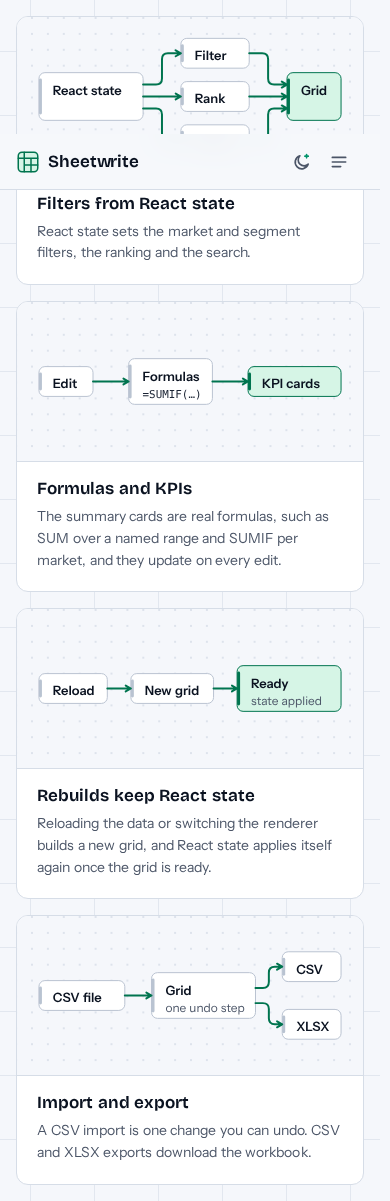 React state
Filter
Rank
Grid
Sheetwrite
Filters from React state
React state sets the market and segment
filters, the ranking and the search.
Edit
Formulas
=SUMIF(…)
KPI cards
Formulas and KPIs
The summary cards are real formulas, such as
SUM over a named range and SUMIF per
market, and they update on every edit.
Reload
New grid
Ready
state applied
Rebuilds keep React state
Reloading the data or switching the renderer
builds a new grid, and React state applies itself
again once the grid is ready.
CSV file
Grid
one undo step
CSV
XLSX
Import and export
A CSV import is one change you can undo. CSV
and XLSX exports download the workbook.